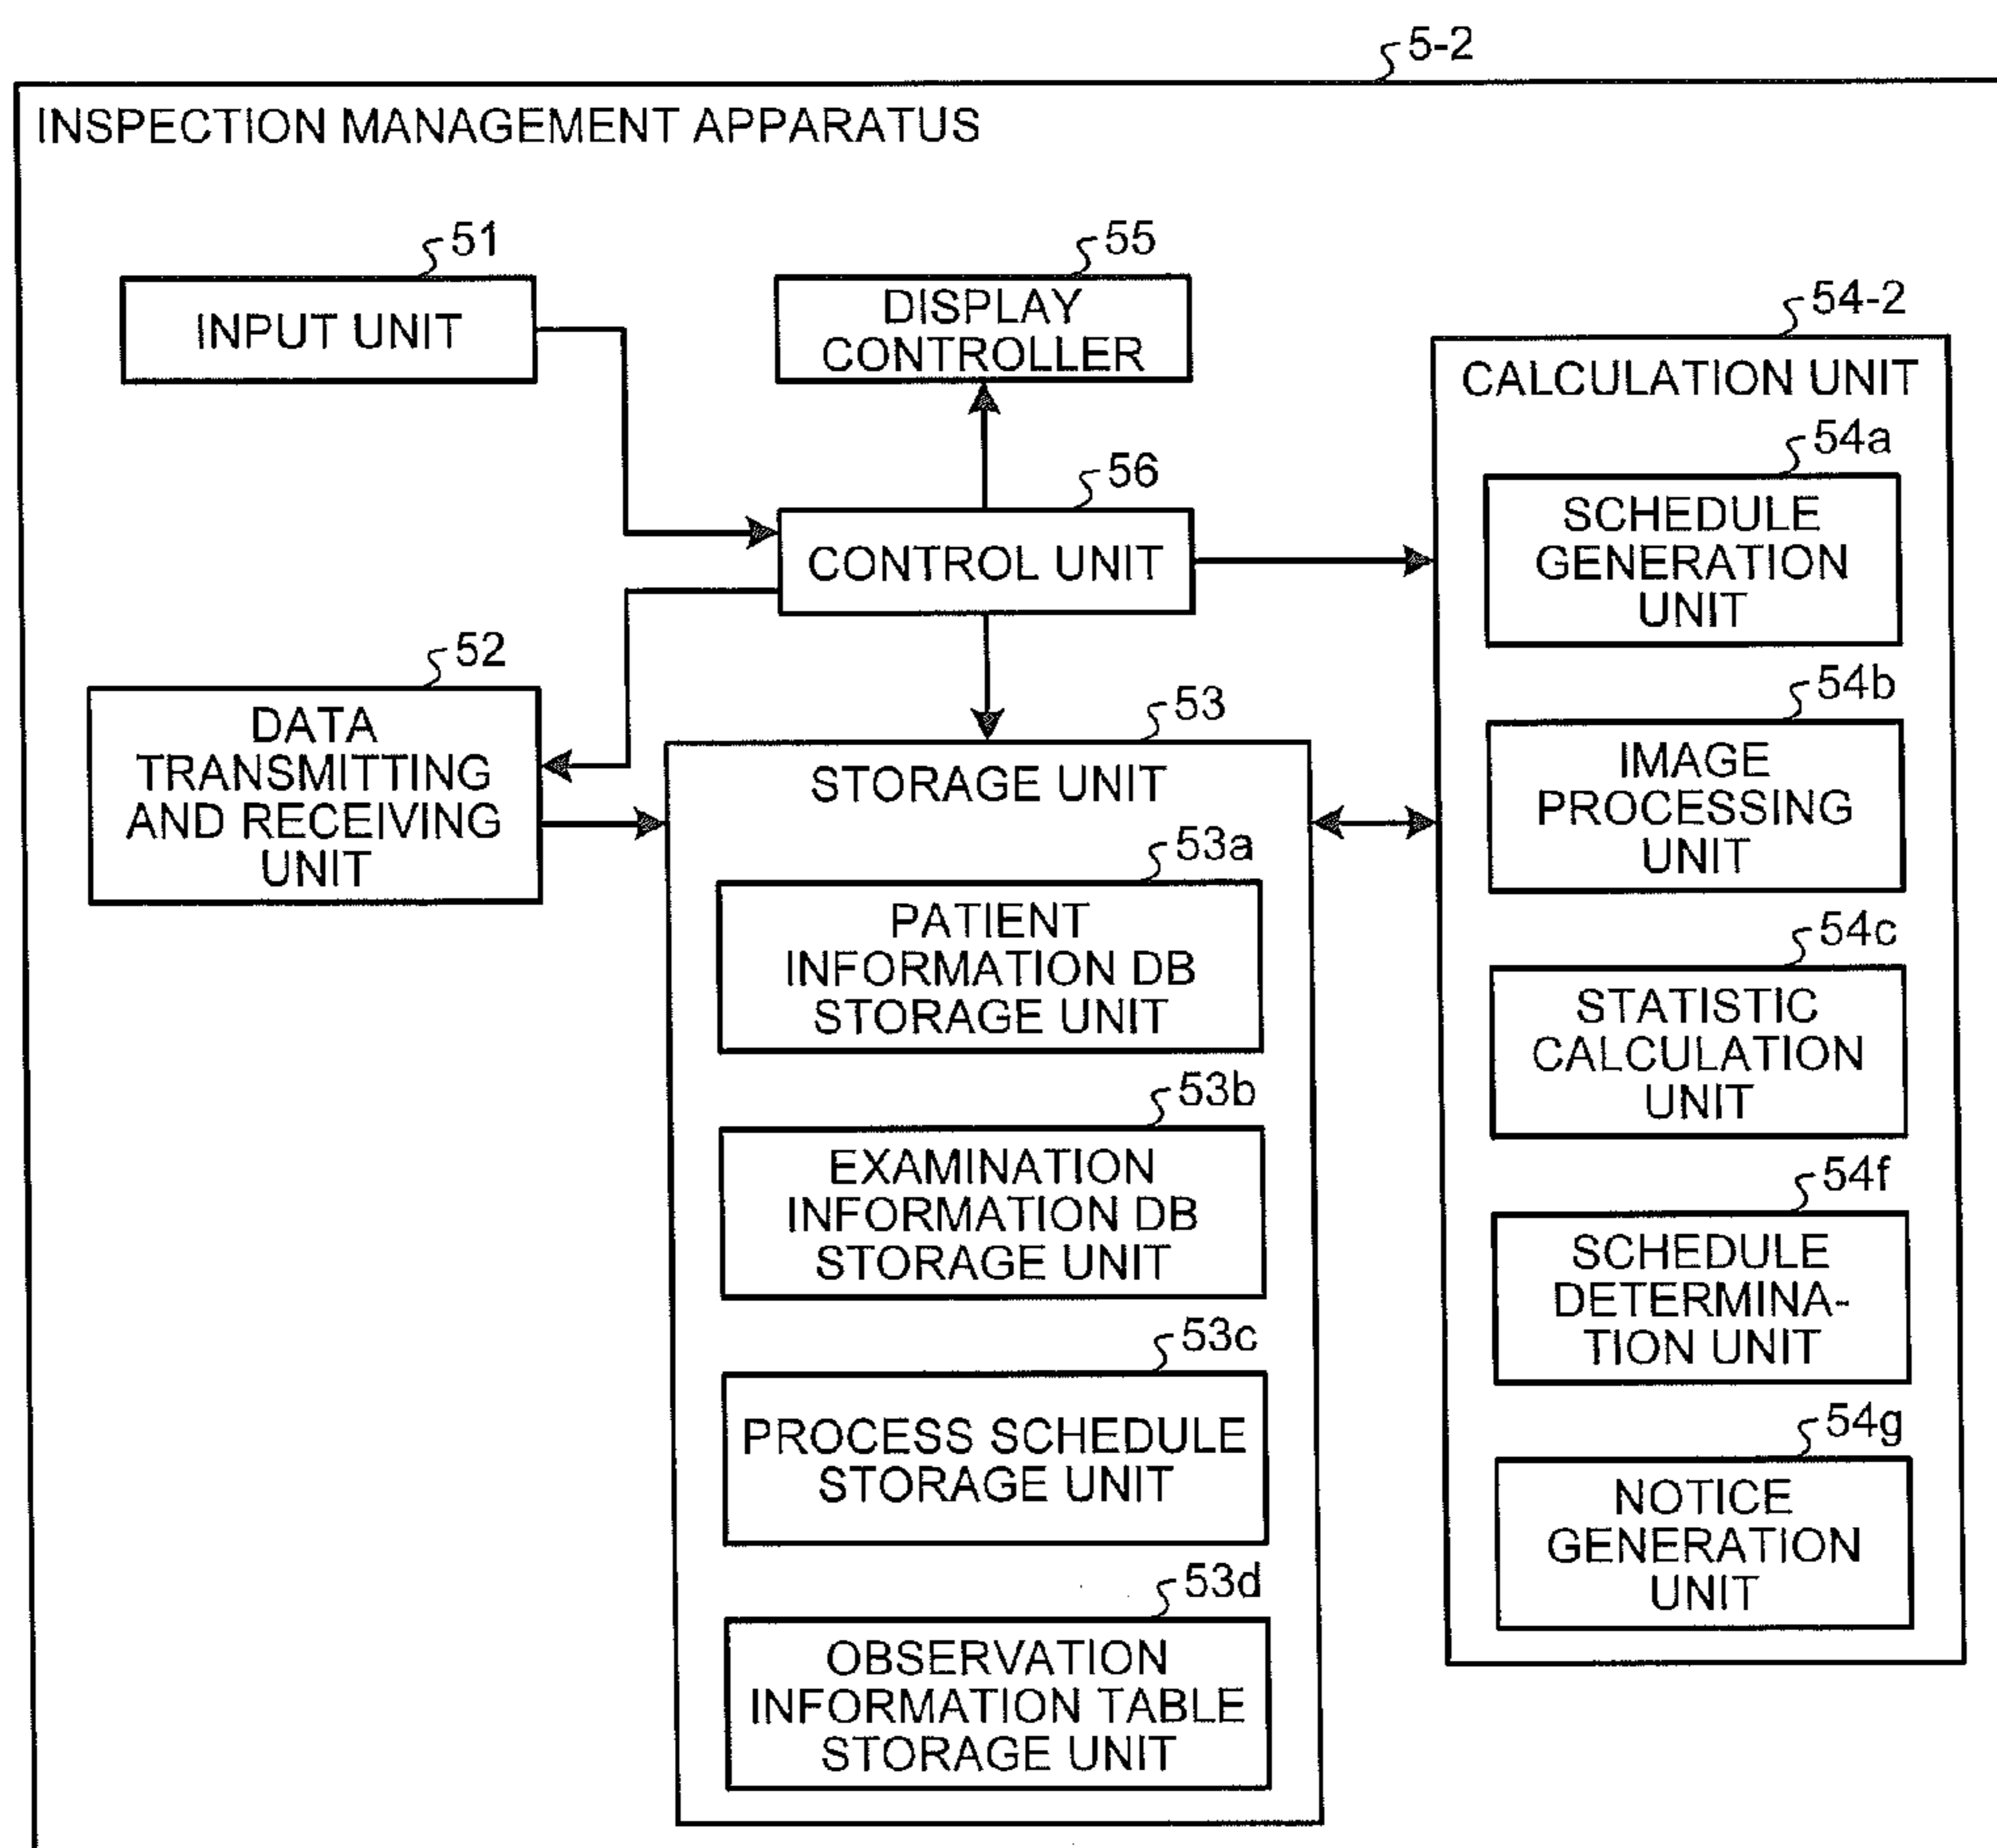 5-2
INSPECTION MANAGEMENT APPARATUS
51
INPUT UNIT
55
DISPLAY
CONTROLLER
56
CONTROL UNIT
52
DATA
TRANSMITTING
AND RECEIVING
UNIT
53
STORAGE UNIT
53a
PATIENT
INFORMATION DB
STORAGE UNIT
53b
EXAMINATION
INFORMATION DB
STORAGE UNIT
53c
PROCESS SCHEDULE
STORAGE UNIT
53d
OBSERVATION
INFORMATION TABLE
STORAGE UNIT
54-2
CALCULATION UNIT
54a
SCHEDULE
GENERATION
UNIT
54b
IMAGE
PROCESSING
UNIT
54c
STATISTIC
CALCULATION
UNIT
54f
SCHEDULE
DETERMINA-
TION UNIT
54g
NOTICE
GENERATION
UNIT